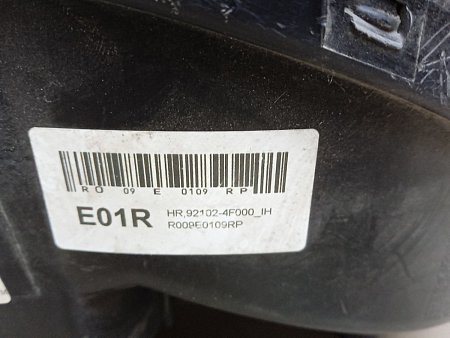 RO 09 E 0109 RP
E01R
HR,92102-4F000_IH
R009E0109RP